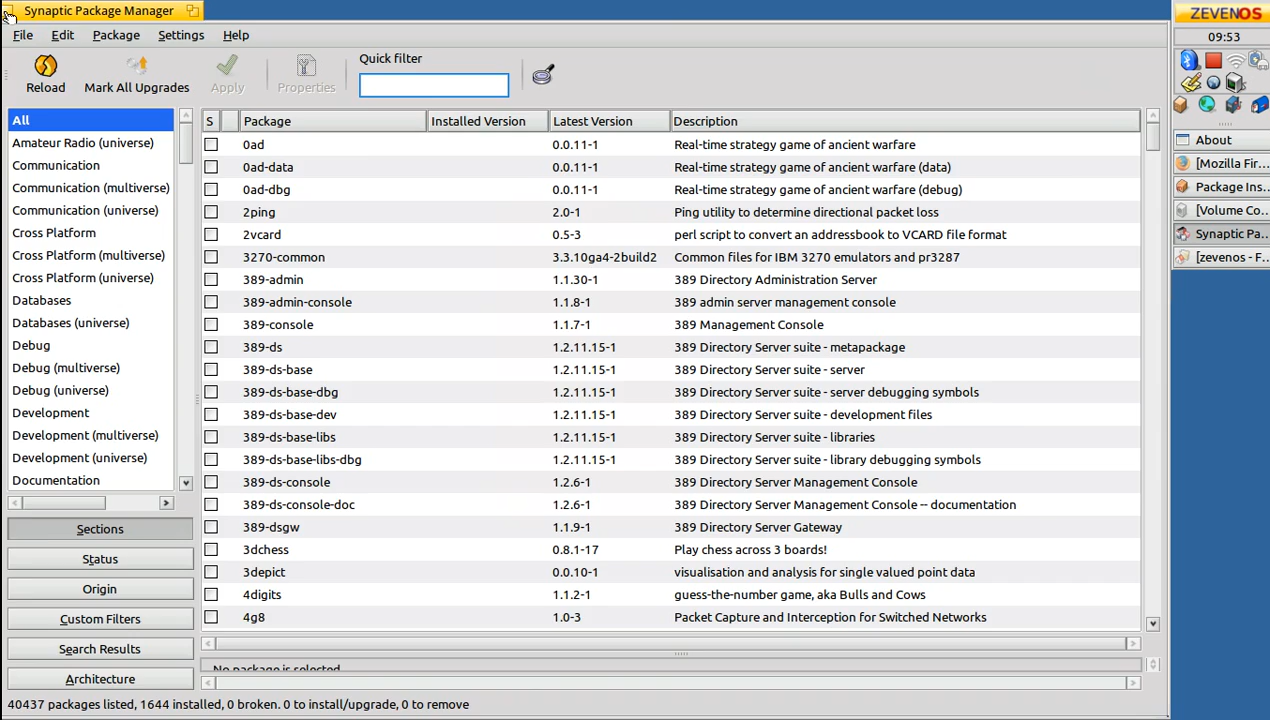 Synaptic Package Manager
File Edit Package Settings Help
Reload Mark All Upgrades Apply Properties
Quick filter
All
Amateur Radio (universe)
Communication
Communication (multiverse)
Communication (universe)
Cross Platform
Cross Platform (multiverse)
Cross Platform (universe)
Databases
Databases (universe)
Debug
Debug (multiverse)
Debug (universe)
Development
Development (multiverse)
Development (universe)
Documentation
Sections
Status
Origin
Custom Filters
Search Results
Architecture
S Package Installed Version Latest Version Description
0ad 0.0.11-1 Real-time strategy game of ancient warfare
0ad-data 0.0.11-1 Real-time strategy game of ancient warfare (data)
0ad-dbg 0.0.11-1 Real-time strategy game of ancient warfare (debug)
2ping 2.0-1 Ping utility to determine directional packet loss
2vcard 0.5-3 perl script to convert an addressbook to VCARD file format
3270-common 3.3.10ga4-2build2 Common files for IBM 3270 emulators and pr3287
389-admin 1.1.30-1 389 Directory Administration Server
389-admin-console 1.1.8-1 389 admin server management console
389-console 1.1.7-1 389 Management Console
389-ds 1.2.11.15-1 389 Directory Server suite - metapackage
389-ds-base 1.2.11.15-1 389 Directory Server suite - server
389-ds-base-dbg 1.2.11.15-1 389 Directory Server suite - server debugging symbols
389-ds-base-dev 1.2.11.15-1 389 Directory Server suite - development files
389-ds-base-libs 1.2.11.15-1 389 Directory Server suite - libraries
389-ds-base-libs-dbg 1.2.11.15-1 389 Directory Server suite - library debugging symbols
389-ds-console 1.2.6-1 389 Directory Server Management Console
389-ds-console-doc 1.2.6-1 389 Directory Server Management Console -- documentation
389-dsgw 1.1.9-1 389 Directory Server Gateway
3dchess 0.8.1-17 Play chess across 3 boards!
3depict 0.0.10-1 visualisation and analysis for single valued point data
4digits 1.1.2-1 guess-the-number game, aka Bulls and Cows
4g8 1.0-3 Packet Capture and Interception for Switched Networks
No package is selected.
40437 packages listed, 1644 installed, 0 broken. 0 to install/upgrade, 0 to remove
ZEVENOS
09:53
About
[Mozilla Fir...
Package Ins...
[Volume Co...
Synaptic Pa...
[zevenos - F...